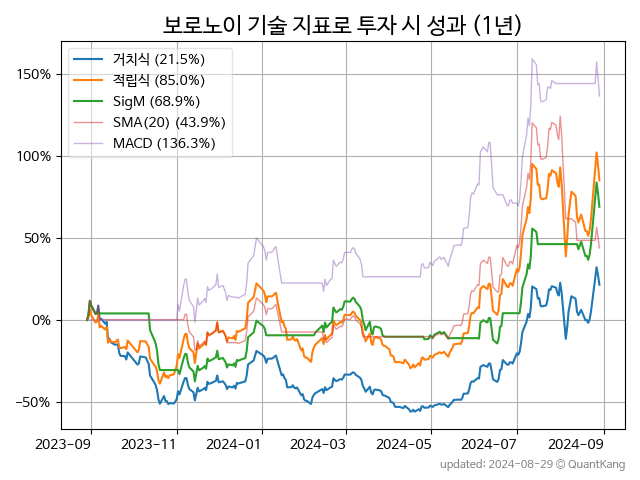 보로노이 기술 지표로 투자 시 성과 (1년)
거치식 (21.5%)
적립식 (85.0%)
SigM (68.9%)
SMA(20) (43.9%)
MACD (136.3%)
150%
100%
50%
0%
−50%
2023-09 2023-11 2024-01 2024-03 2024-05 2024-07 2024-09
updated: 2024-08-29 © QuantKang